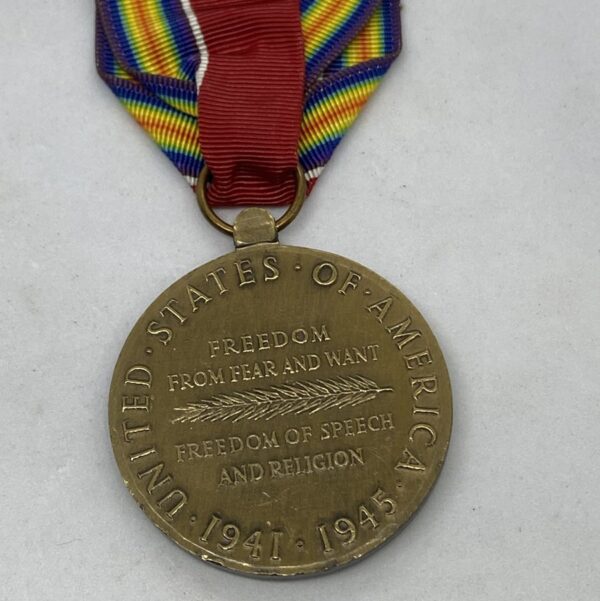 UNITED · STATES · OF · AMERICA ·
FREEDOM
FROM FEAR AND WANT
FREEDOM OF SPEECH
AND RELIGION
· 1941 · 1945 ·